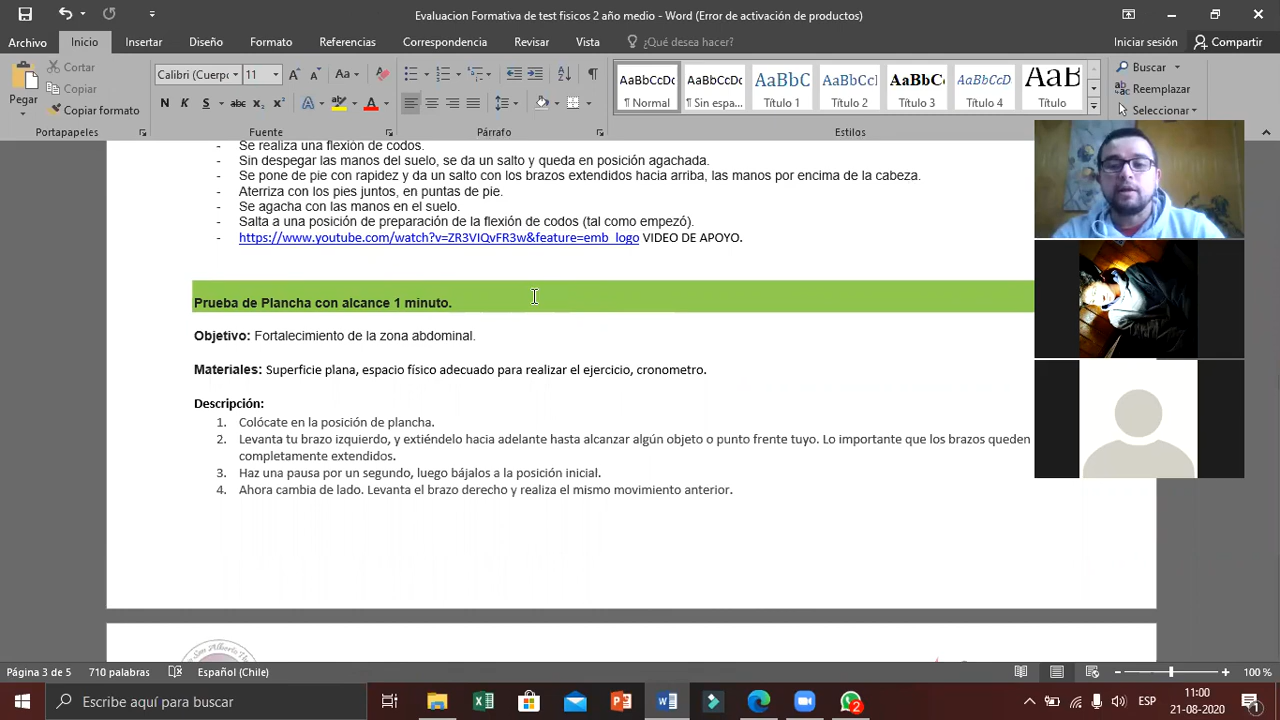 Evaluacion Formativa de test fisicos 2 año medio - Word (Error de activación de productos)
Archivo Inicio Insertar Diseño Formato Referencias Correspondencia Revisar Vista ¿Qué desea hacer? Iniciar sesión Compartir
Pegar
Cortar
Copiar
Copiar formato
Portapapeles
Calibri (Cuerpo 11
Aa
N K S abc x₂ x² A A
Fuente
Párrafo
AaBbCcDc AaBbCcDc AaBbC AaBbCcI AaBbCc AaBbCcD AaB
¶ Normal ¶ Sin espa... Título 1 Título 2 Título 3 Título 4 Título
Estilos
Buscar
Reemplazar
Seleccionar
- Se realiza una flexión de codos.
- Sin despegar las manos del suelo, se da un salto y queda en posición agachada.
- Se pone de pie con rapidez y da un salto con los brazos extendidos hacia arriba, las manos por encima de la cabeza.
- Aterriza con los pies juntos, en puntas de pie.
- Se agacha con las manos en el suelo.
- Salta a una posición de preparación de la flexión de codos (tal como empezó).
- https://www.youtube.com/watch?v=ZR3VIQvFR3w&feature=emb_logo VIDEO DE APOYO.
Prueba de Plancha con alcance 1 minuto.
Objetivo: Fortalecimiento de la zona abdominal.
Materiales: Superficie plana, espacio físico adecuado para realizar el ejercicio, cronometro.
Descripción:
1. Colócate en la posición de plancha.
2. Levanta tu brazo izquierdo, y extiéndelo hacia adelante hasta alcanzar algún objeto o punto frente tuyo. Lo importante que los brazos queden
completamente extendidos.
3. Haz una pausa por un segundo, luego bájalos a la posición inicial.
4. Ahora cambia de lado. Levanta el brazo derecho y realiza el mismo movimiento anterior.
San Alberto
Página 3 de 5 710 palabras Español (Chile) 100 %
Escribe aquí para buscar
2
ESP
11:00
21-08-2020
1